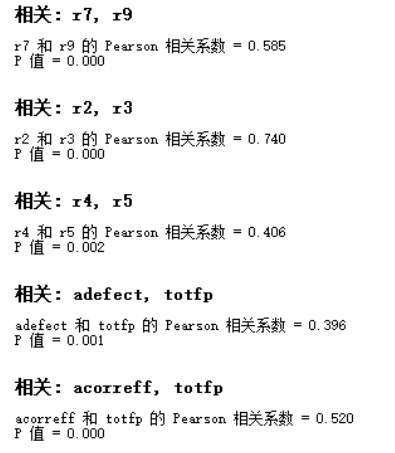 相关: r7, r9
r7 和 r9 的 Pearson 相关系数 = 0.585
P 值 = 0.000
相关: r2, r3
r2 和 r3 的 Pearson 相关系数 = 0.740
P 值 = 0.000
相关: r4, r5
r4 和 r5 的 Pearson 相关系数 = 0.406
P 值 = 0.002
相关: adefect, totfp
adefect 和 totfp 的 Pearson 相关系数 = 0.396
P 值 = 0.001
相关: acorreff, totfp
acorreff 和 totfp 的 Pearson 相关系数 = 0.520
P 值 = 0.000